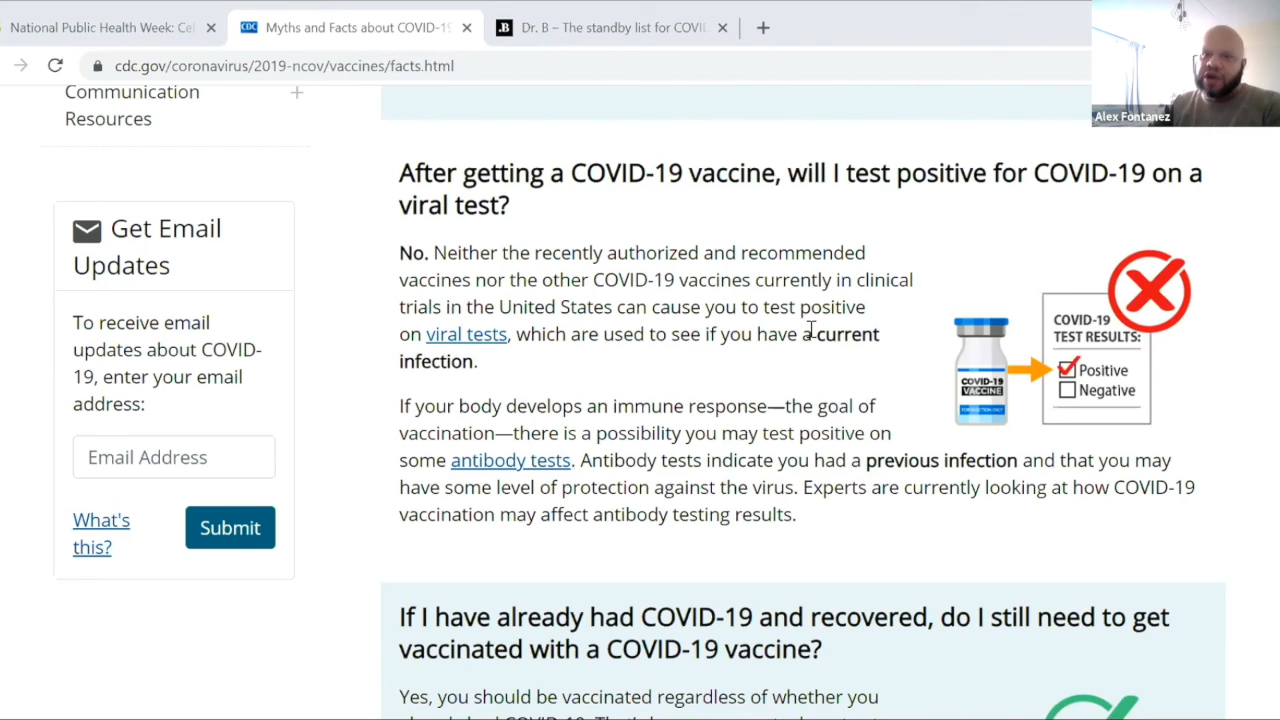 National Public Health Week: Cel
Myths and Facts about COVID-19
Dr. B – The standby list for COVI
cdc.gov/coronavirus/2019-ncov/vaccines/facts.html
Alex Fontanez
Communication
Resources
Get Email
Updates
To receive email
updates about COVID-
19, enter your email
address:
Email Address
What's
this?
Submit
After getting a COVID-19 vaccine, will I test positive for COVID-19 on a
viral test?
No. Neither the recently authorized and recommended
vaccines nor the other COVID-19 vaccines currently in clinical
trials in the United States can cause you to test positive
on viral tests, which are used to see if you have a current
infection.
If your body develops an immune response—the goal of
vaccination—there is a possibility you may test positive on
some antibody tests. Antibody tests indicate you had a previous infection and that you may
have some level of protection against the virus. Experts are currently looking at how COVID-19
vaccination may affect antibody testing results.
COVID-19
VACCINE
FOR INJECTION ONLY
COVID-19
TEST RESULTS:
Positive
Negative
If I have already had COVID-19 and recovered, do I still need to get
vaccinated with a COVID-19 vaccine?
Yes, you should be vaccinated regardless of whether you